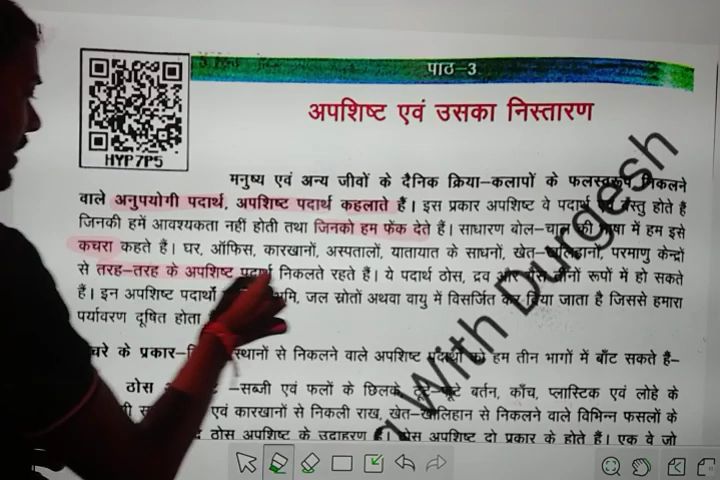 पाठ–3
अपशिष्ट एवं उसका निस्तारण
HYP7P5
मनुष्य एवं अन्य जीवों के दैनिक क्रिया–कलापों के फलस्वरूप निकलने
वाले अनुपयोगी पदार्थ, अपशिष्ट पदार्थ कहलाते हैं। इस प्रकार अपशिष्ट वे पदार्थ वस्तु होते हैं
जिनकी हमें आवश्यकता नहीं होती तथा जिनको हम फेंक देते हैं। साधारण बोल–चाल की भाषा में हम इसे
कचरा कहते हैं। घर, ऑफिस, कारखानों, अस्पतालों, यातायात के साधनों, खेत–खलिहानों, परमाणु केन्द्रों
से तरह–तरह के अपशिष्ट पदार्थ निकलते रहते हैं। ये पदार्थ ठोस, द्रव तीनों रूपों में हो सकते
हैं। इन अपशिष्ट पदार्थों जल स्रोतों अथवा वायु में विसर्जित कर दिया जाता है जिससे हमारा
पर्यावरण दूषित होता
के प्रकार– स्थानों से निकलने वाले अपशिष्ट पदार्थों को हम तीन भागों में बाँट सकते हैं–
ठोस –सब्जी एवं फलों के छिलके, टूटे–फूटे बर्तन, काँच, प्लास्टिक एवं लोहे के
एवं कारखानों से निकली राख, खेत–खलिहान से निकलने वाले विभिन्न फसलों के
ठोस अपशिष्ट के उदाहरण हैं। ठोस अपशिष्ट दो प्रकार के होते हैं। एक वे जो
With Durgesh